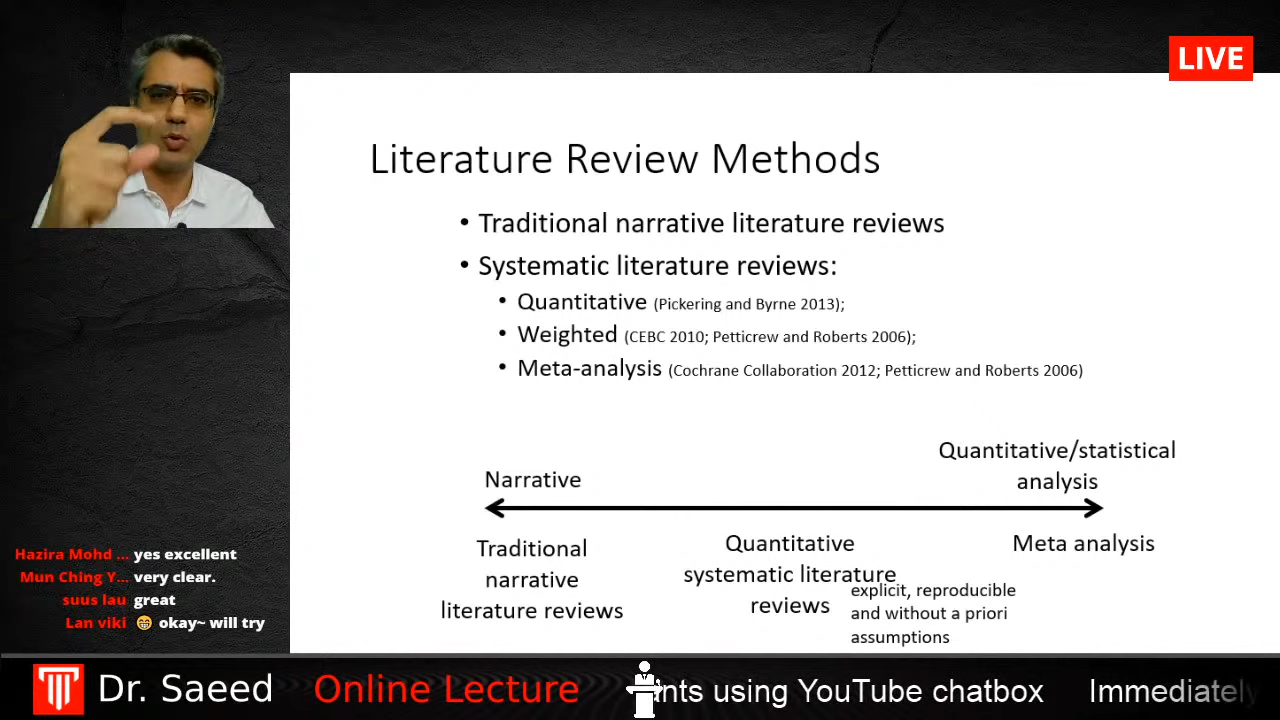 LIVE
Literature Review Methods
• Traditional narrative literature reviews
• Systematic literature reviews:
• Quantitative (Pickering and Byrne 2013);
• Weighted (CEBC 2010; Petticrew and Roberts 2006);
• Meta-analysis (Cochrane Collaboration 2012; Petticrew and Roberts 2006)
Narrative
Quantitative/statistical
analysis
Traditional
narrative
literature reviews
Quantitative
systematic literature
reviews
explicit, reproducible
and without a priori
assumptions
Meta analysis
Hazira Mohd ... yes excellent
Mun Ching Y... very clear.
suus lau great
Lan viki 😁 okay~ will try
Dr. Saeed Online Lecture
nts using YouTube chatbox Immediately